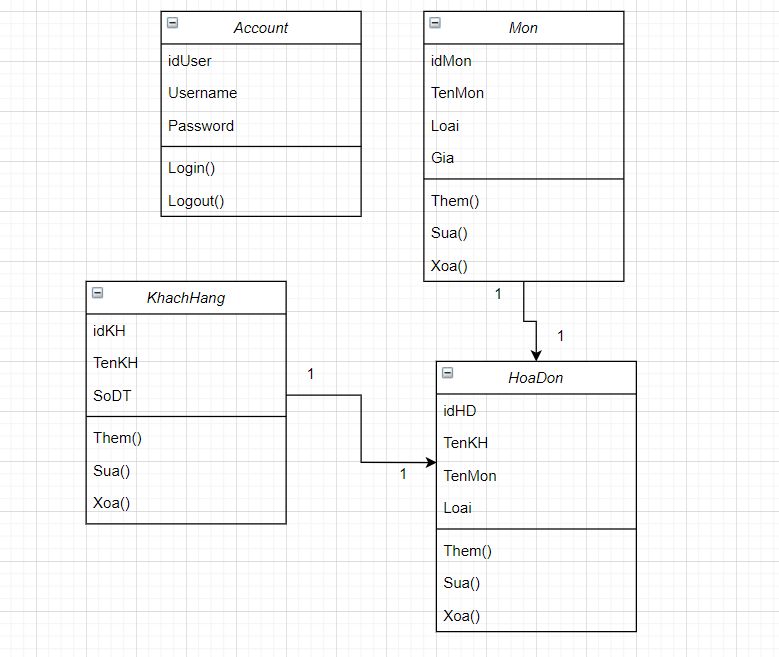 Account
idUser
Username
Password
Login()
Logout()
Mon
idMon
TenMon
Loai
Gia
Them()
Sua()
Xoa()
1
1
KhachHang
idKH
TenKH
SoDT
Them()
Sua()
Xoa()
1
1
HoaDon
idHD
TenKH
TenMon
Loai
Them()
Sua()
Xoa()